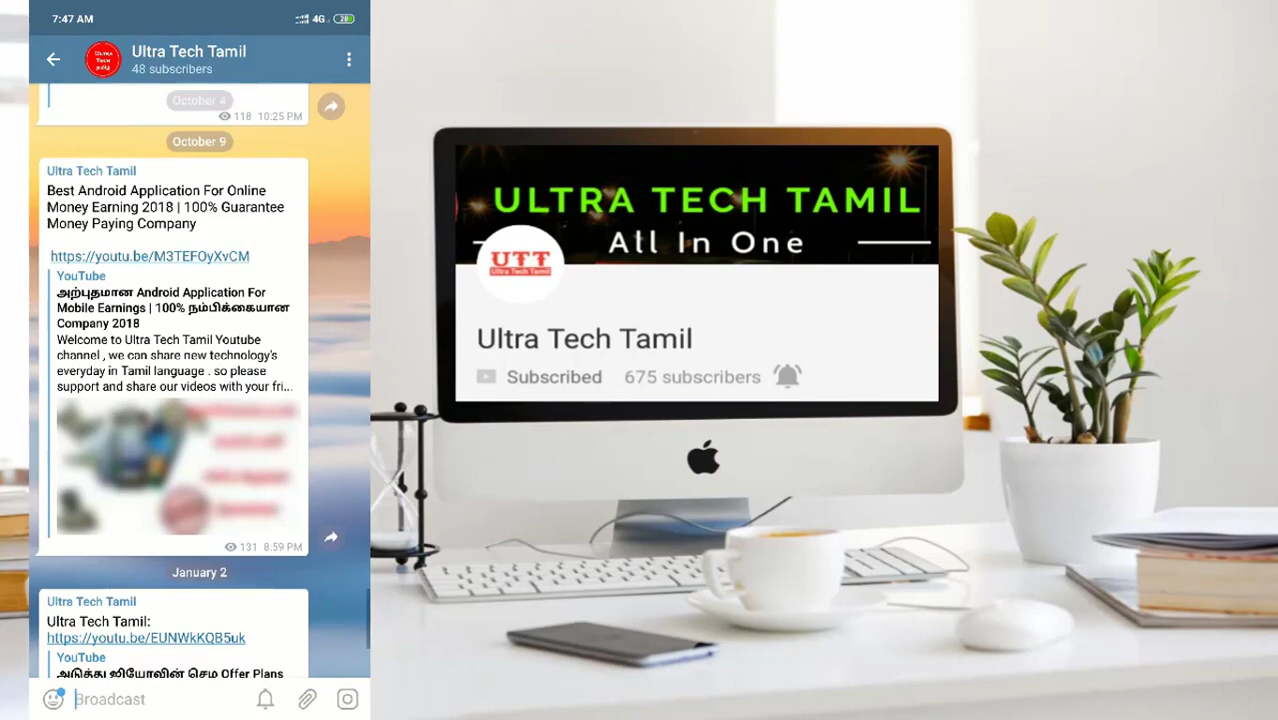 7:47 AM
4G
28
Ultra Tech Tamil
48 subscribers
October 4
118 10:25 PM
October 9
Ultra Tech Tamil
Best Android Application For Online
Money Earning 2018 | 100% Guarantee
Money Paying Company
https://youtu.be/M3TEFOyXvCM
YouTube
அற்புதமான Android Application For
Mobile Earnings | 100% நம்பிக்கையான
Company 2018
Welcome to Ultra Tech Tamil Youtube
channel , we can share new technology's
everyday in Tamil language . so please
support and share our videos with your fri...
131 8:59 PM
January 2
Ultra Tech Tamil
Ultra Tech Tamil:
https://youtu.be/EUNWkKQB5uk
YouTube
அடுத்து ஜியோவின் செம Offer Plans
Broadcast
ULTRA TECH TAMIL
All In One
UTT
Ultra Tech Tamil
Ultra Tech Tamil
Subscribed 675 subscribers